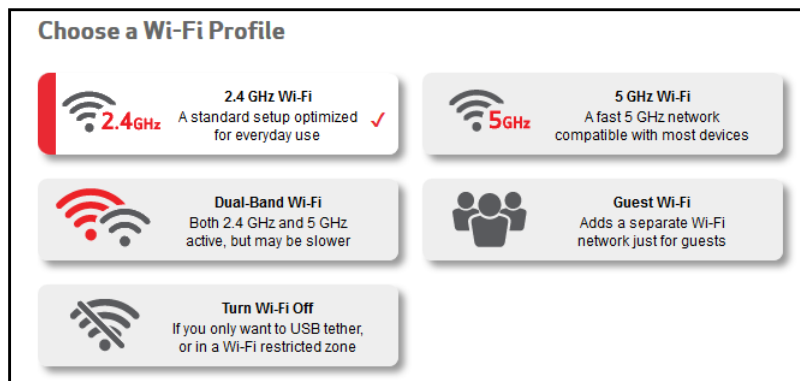 Choose a Wi-Fi Profile
2.4GHz
2.4 GHz Wi-Fi
A standard setup optimized
for everyday use
5GHz
5 GHz Wi-Fi
A fast 5 GHz network
compatible with most devices
Dual-Band Wi-Fi
Both 2.4 GHz and 5 GHz
active, but may be slower
Guest Wi-Fi
Adds a separate Wi-Fi
network just for guests
Turn Wi-Fi Off
If you only want to USB tether,
or in a Wi-Fi restricted zone